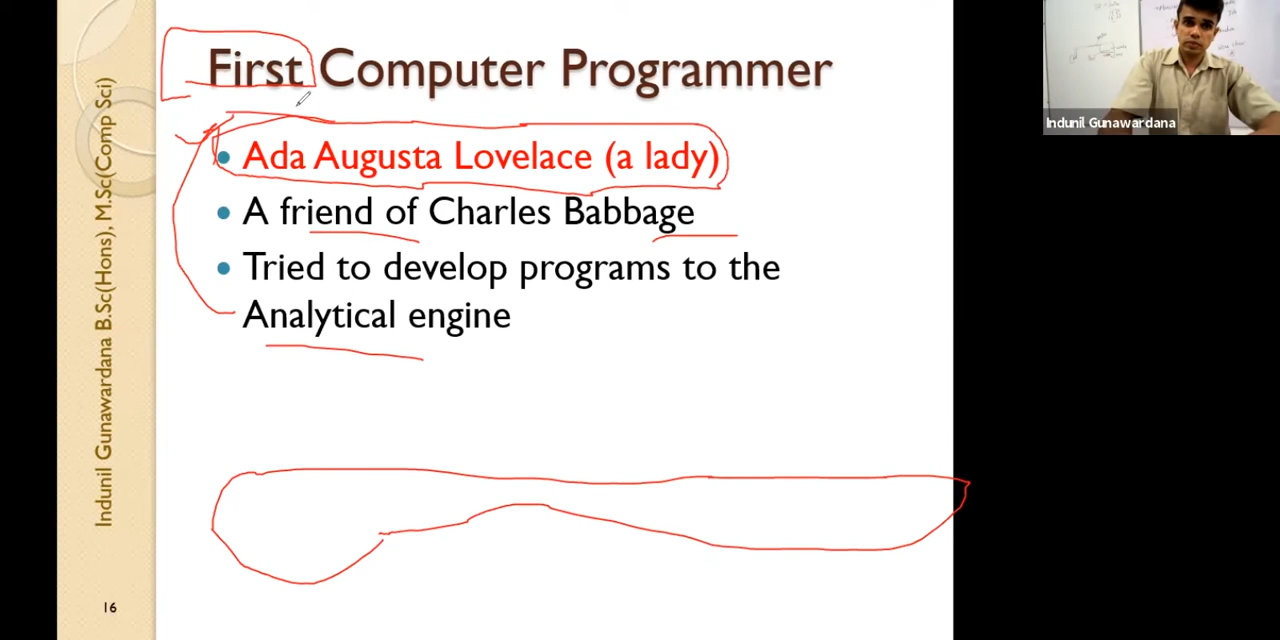 First Computer Programmer
Ada Augusta Lovelace (a lady)
A friend of Charles Babbage
Tried to develop programs to the
Analytical engine
Indunil Gunawardana B.Sc(Hons), M.Sc(Comp Sci)
16
Indunil Gunawardana